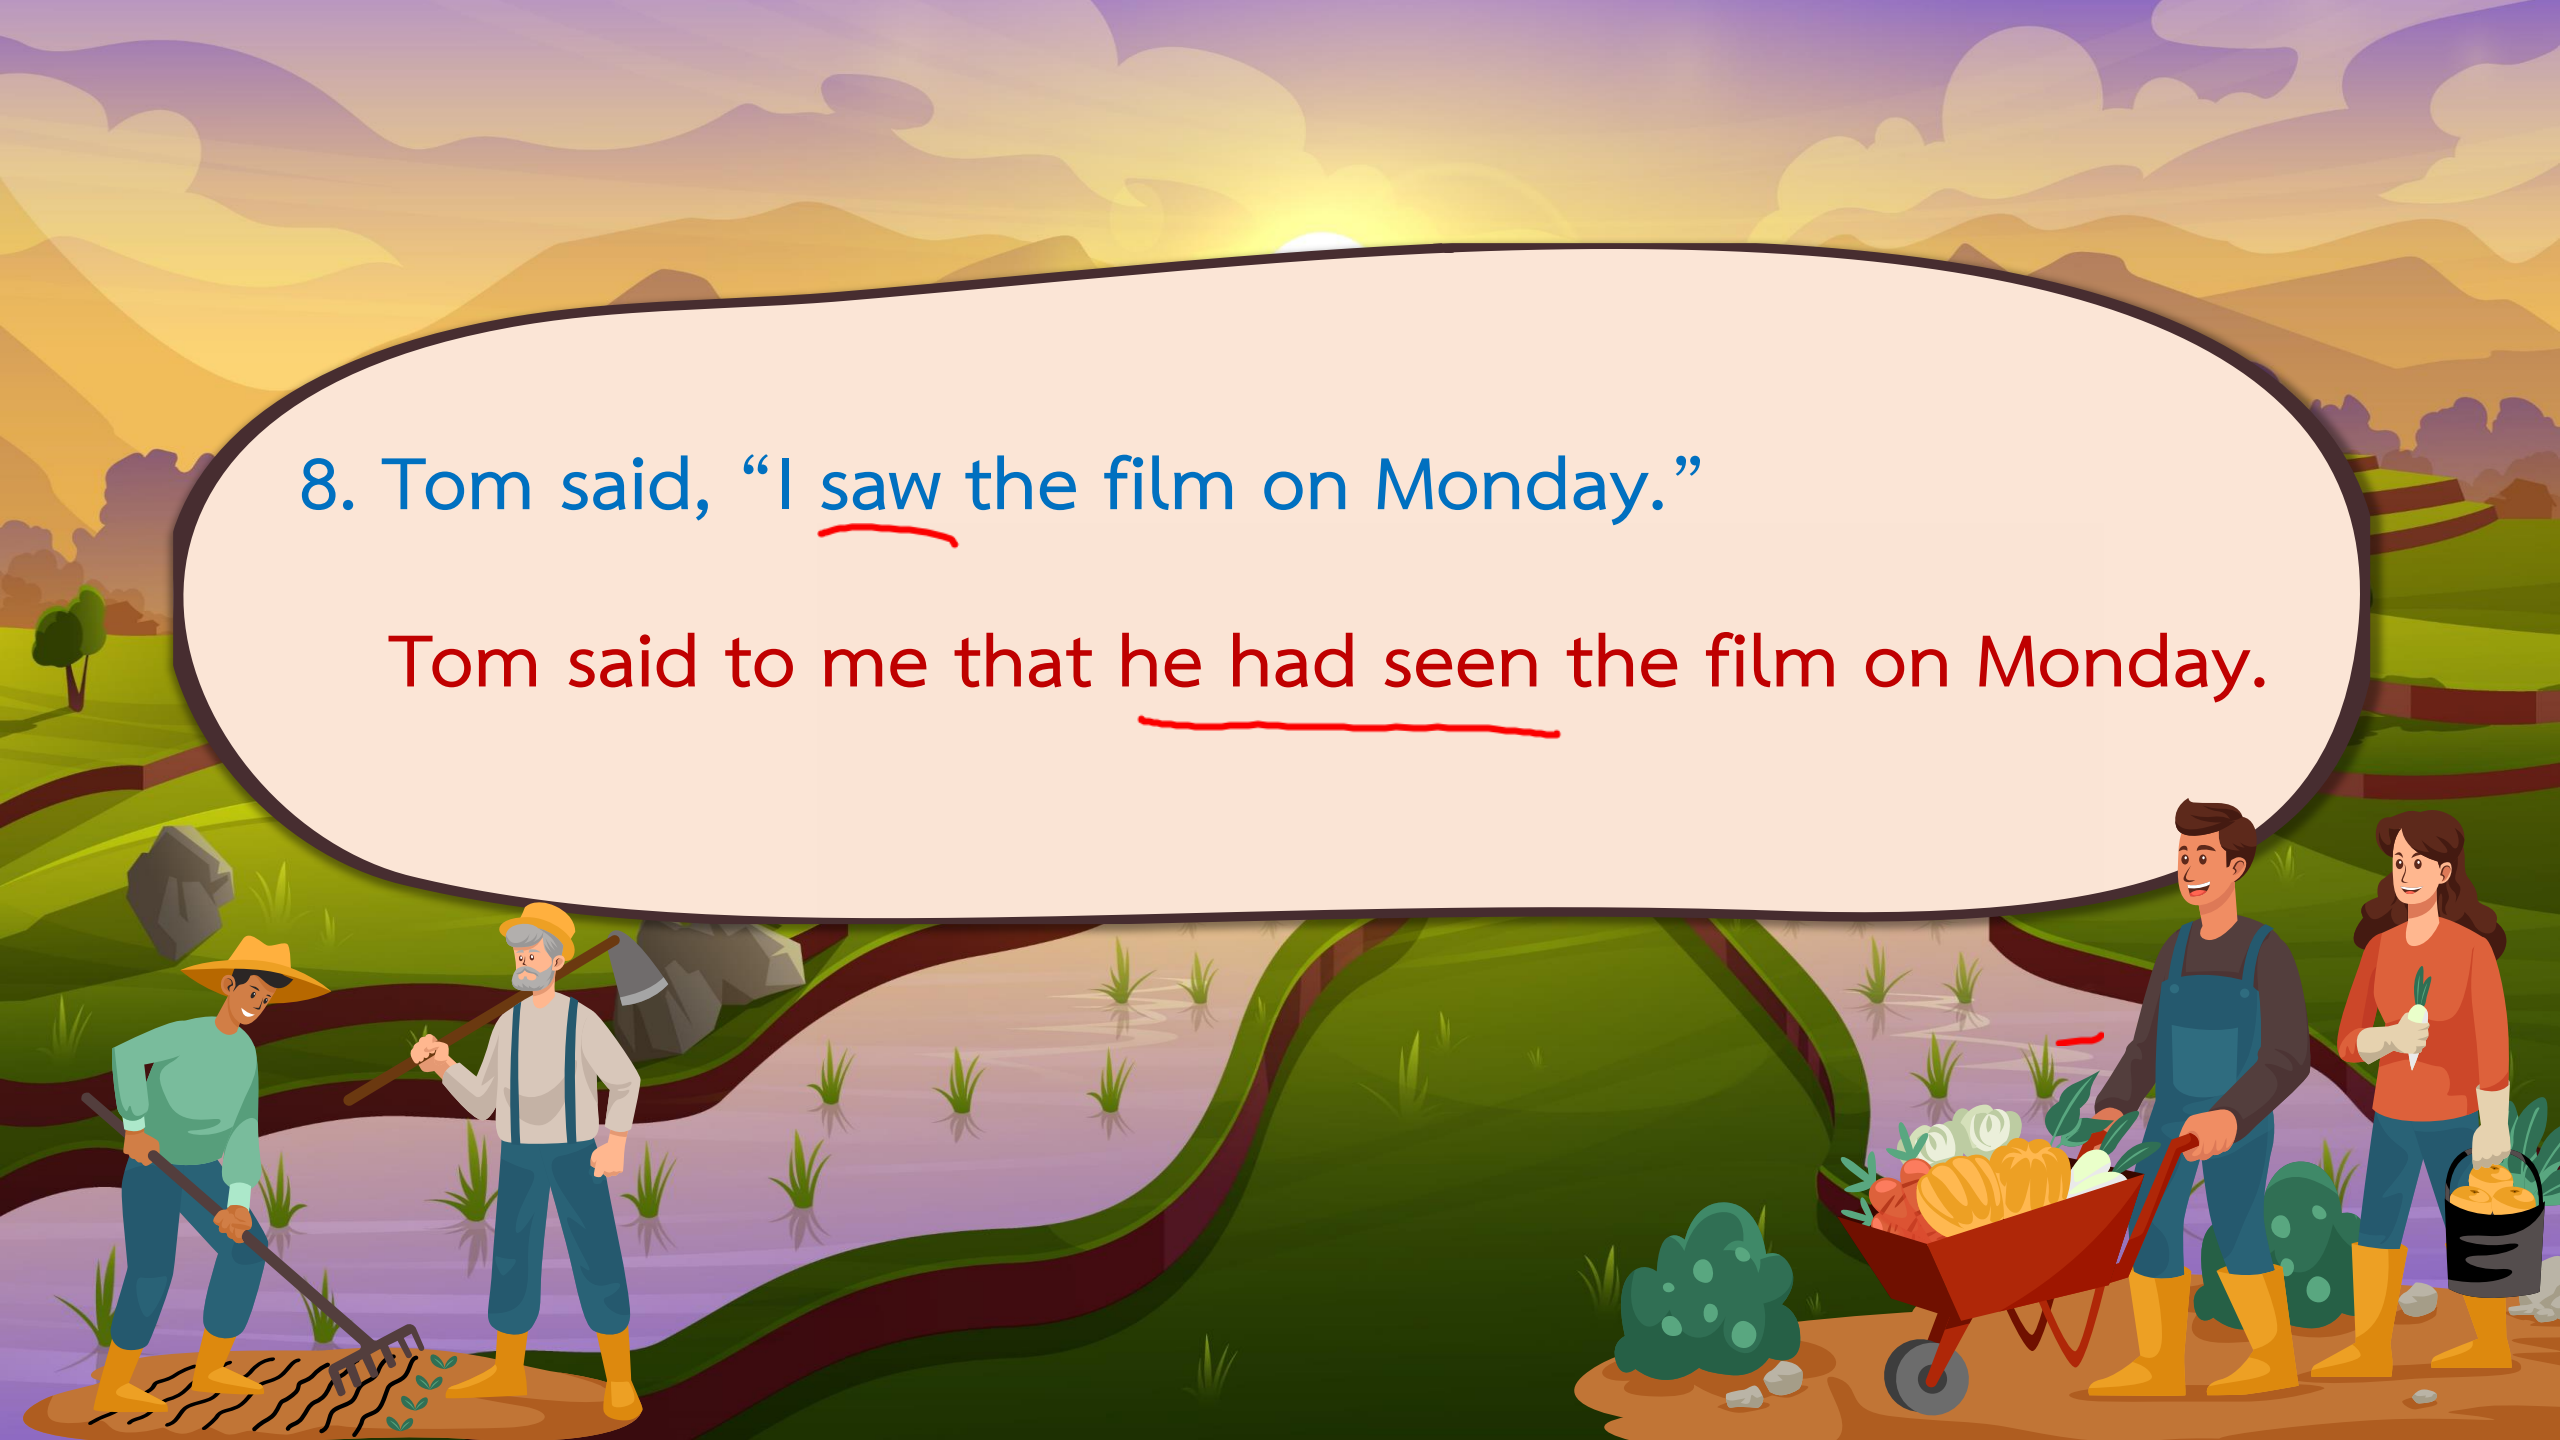 8. Tom said, “I saw the film on Monday.”
Tom said to me that he had seen the film on Monday.